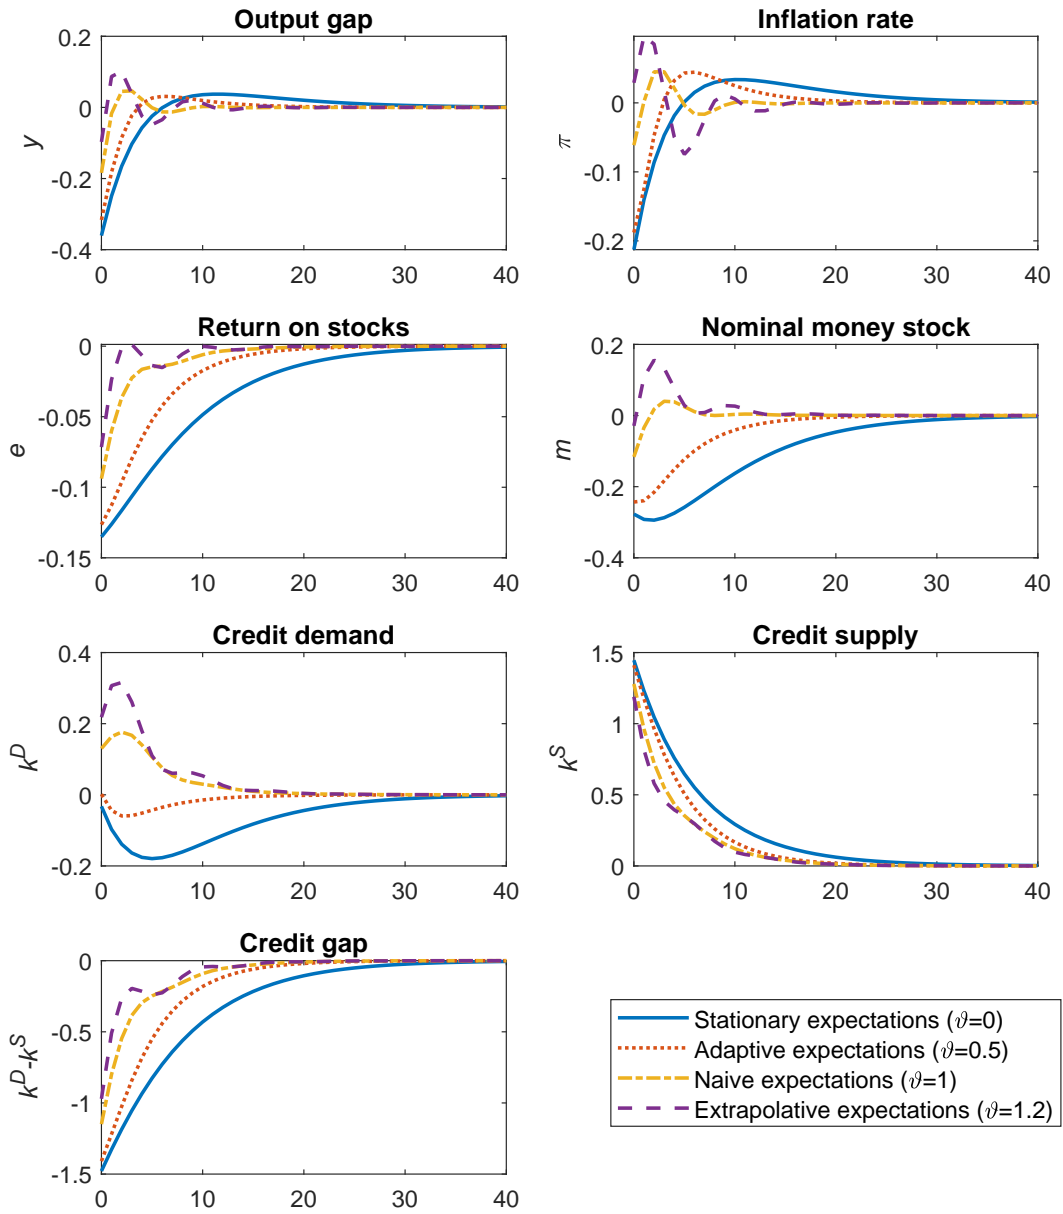 Output gap
0.2
0
-0.2
-0.4
y
0 10 20 30 40
Inflation rate
0
-0.1
-0.2
π
0 10 20 30 40
Return on stocks
0
-0.05
-0.1
-0.15
e
0 10 20 30 40
Nominal money stock
0.2
0
-0.2
-0.4
m
0 10 20 30 40
Credit demand
0.4
0.2
0
-0.2
k^D
0 10 20 30 40
Credit supply
1.5
1
0.5
0
k^S
0 10 20 30 40
Credit gap
0
-0.5
-1
-1.5
k^D-k^S
0 10 20 30 40
Stationary expectations (ϑ=0)
Adaptive expectations (ϑ=0.5)
Naive expectations (ϑ=1)
Extrapolative expectations (ϑ=1.2)